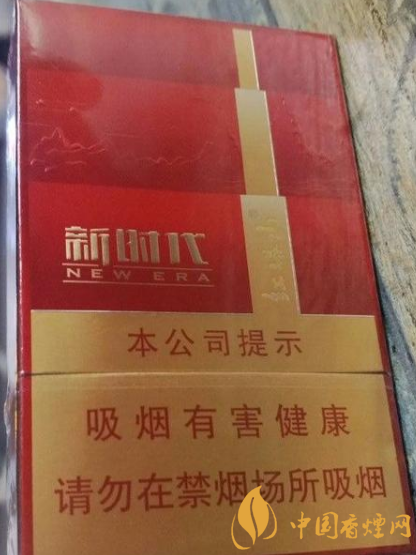 新时代
NEW ERA
本公司提示
吸烟有害健康
请勿在禁烟场所吸烟
中国香烟网